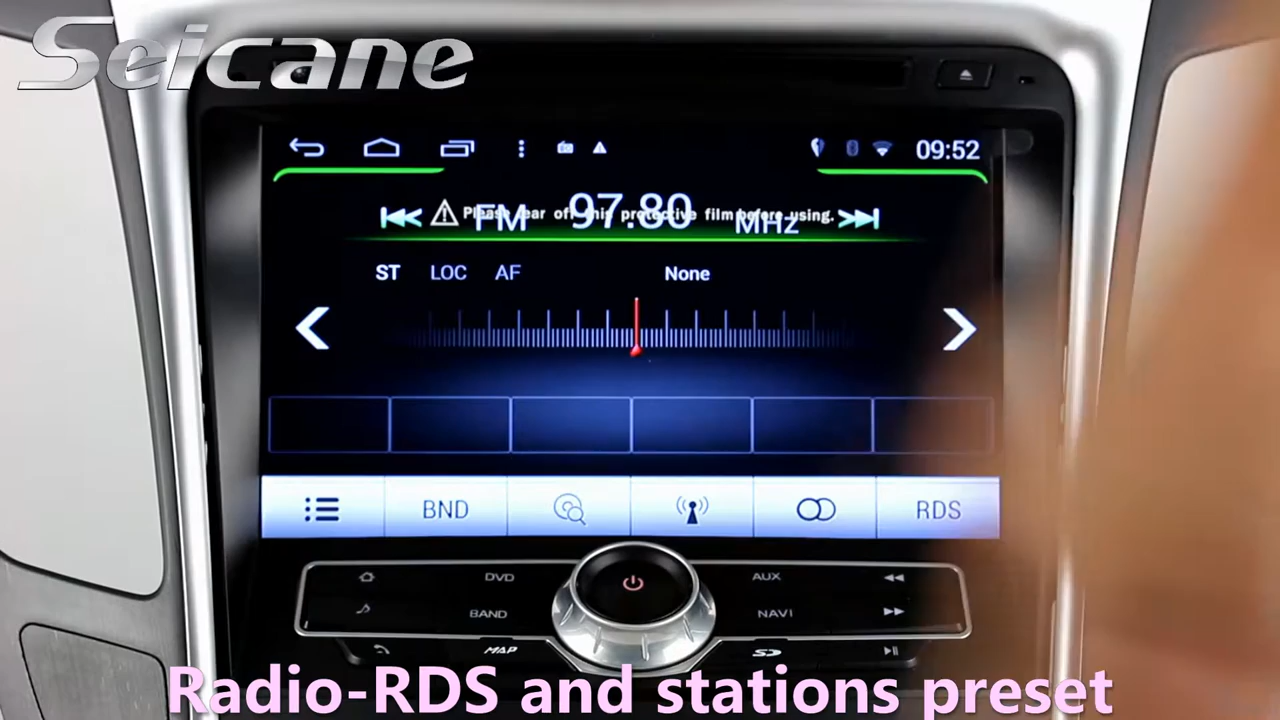 Seicane
09:52
Please tear off this protective film before using.
FM 97.80 MHz
ST LOC AF None
BND RDS
DVD AUX
BAND NAVI
MAP SD
Radio-RDS and stations preset